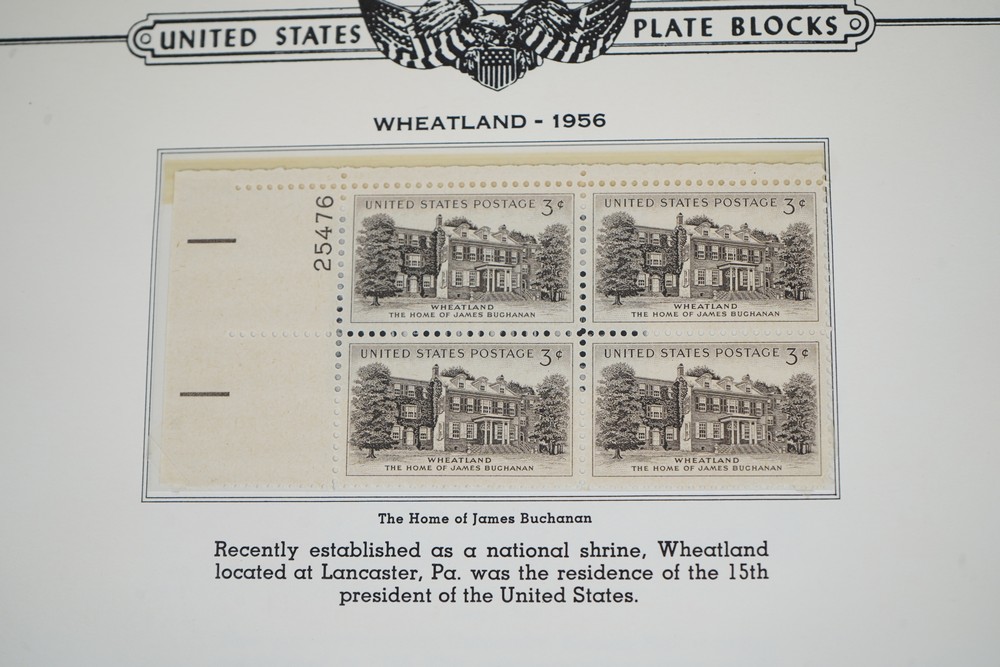 UNITED STATES PLATE BLOCKS
WHEATLAND - 1956
25476
UNITED STATES POSTAGE 3¢
WHEATLAND
THE HOME OF JAMES BUCHANAN
UNITED STATES POSTAGE 3¢
WHEATLAND
THE HOME OF JAMES BUCHANAN
UNITED STATES POSTAGE 3¢
WHEATLAND
THE HOME OF JAMES BUCHANAN
UNITED STATES POSTAGE 3¢
WHEATLAND
THE HOME OF JAMES BUCHANAN
The Home of James Buchanan
Recently established as a national shrine, Wheatland
located at Lancaster, Pa. was the residence of the 15th
president of the United States.